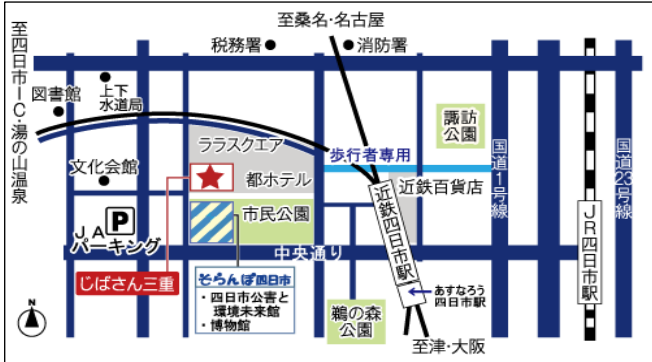 至桑名・名古屋
税務署
消防署
至四日市IC・湯の山温泉
上下
水道局
図書館
諏訪
公園
ララスクエア
歩行者専用
国道1号線
国道23号線
文化会館
都ホテル
近鉄百貨店
JA P
パーキング
市民公園
近鉄四日市駅
JR四日市駅
中央通り
じばさん三重
そらんぽ四日市
・四日市公害と
環境未来館
・博物館
あすなろう
四日市駅
鵜の森
公園
至津・大阪
N